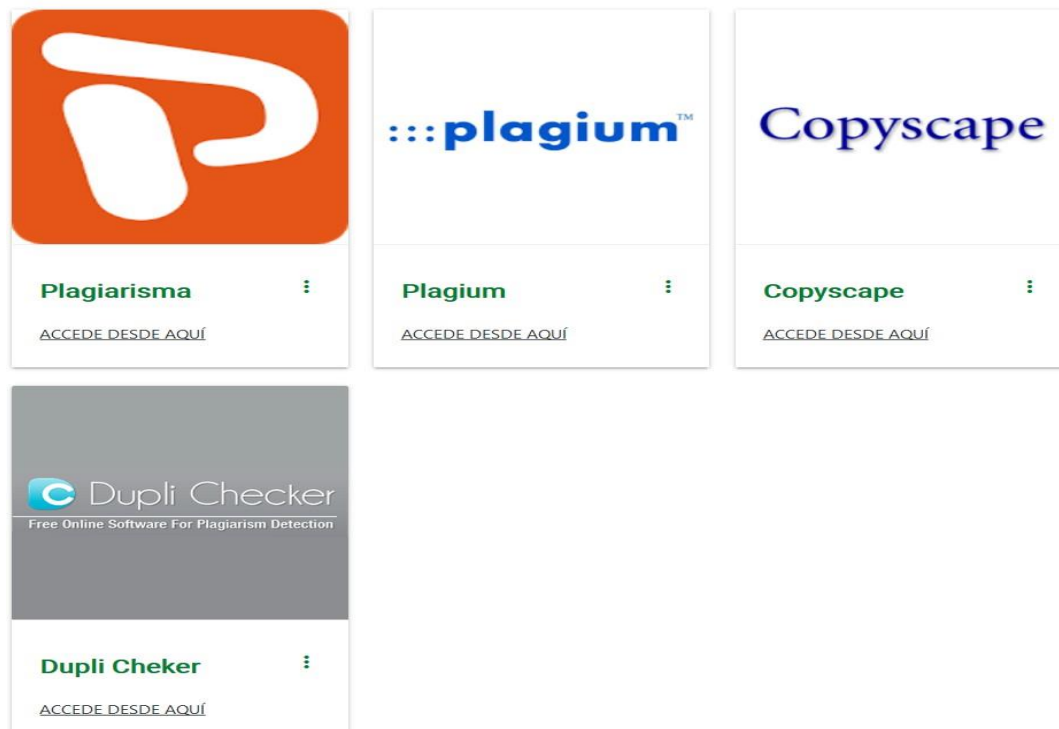 :::plagium™
Copyscape
Plagiarisma
ACCEDE DESDE AQUÍ
Plagium
ACCEDE DESDE AQUÍ
Copyscape
ACCEDE DESDE AQUÍ
C Dupli Checker
Free Online Software For Plagiarism Detection
Dupli Cheker
ACCEDE DESDE AQUÍ